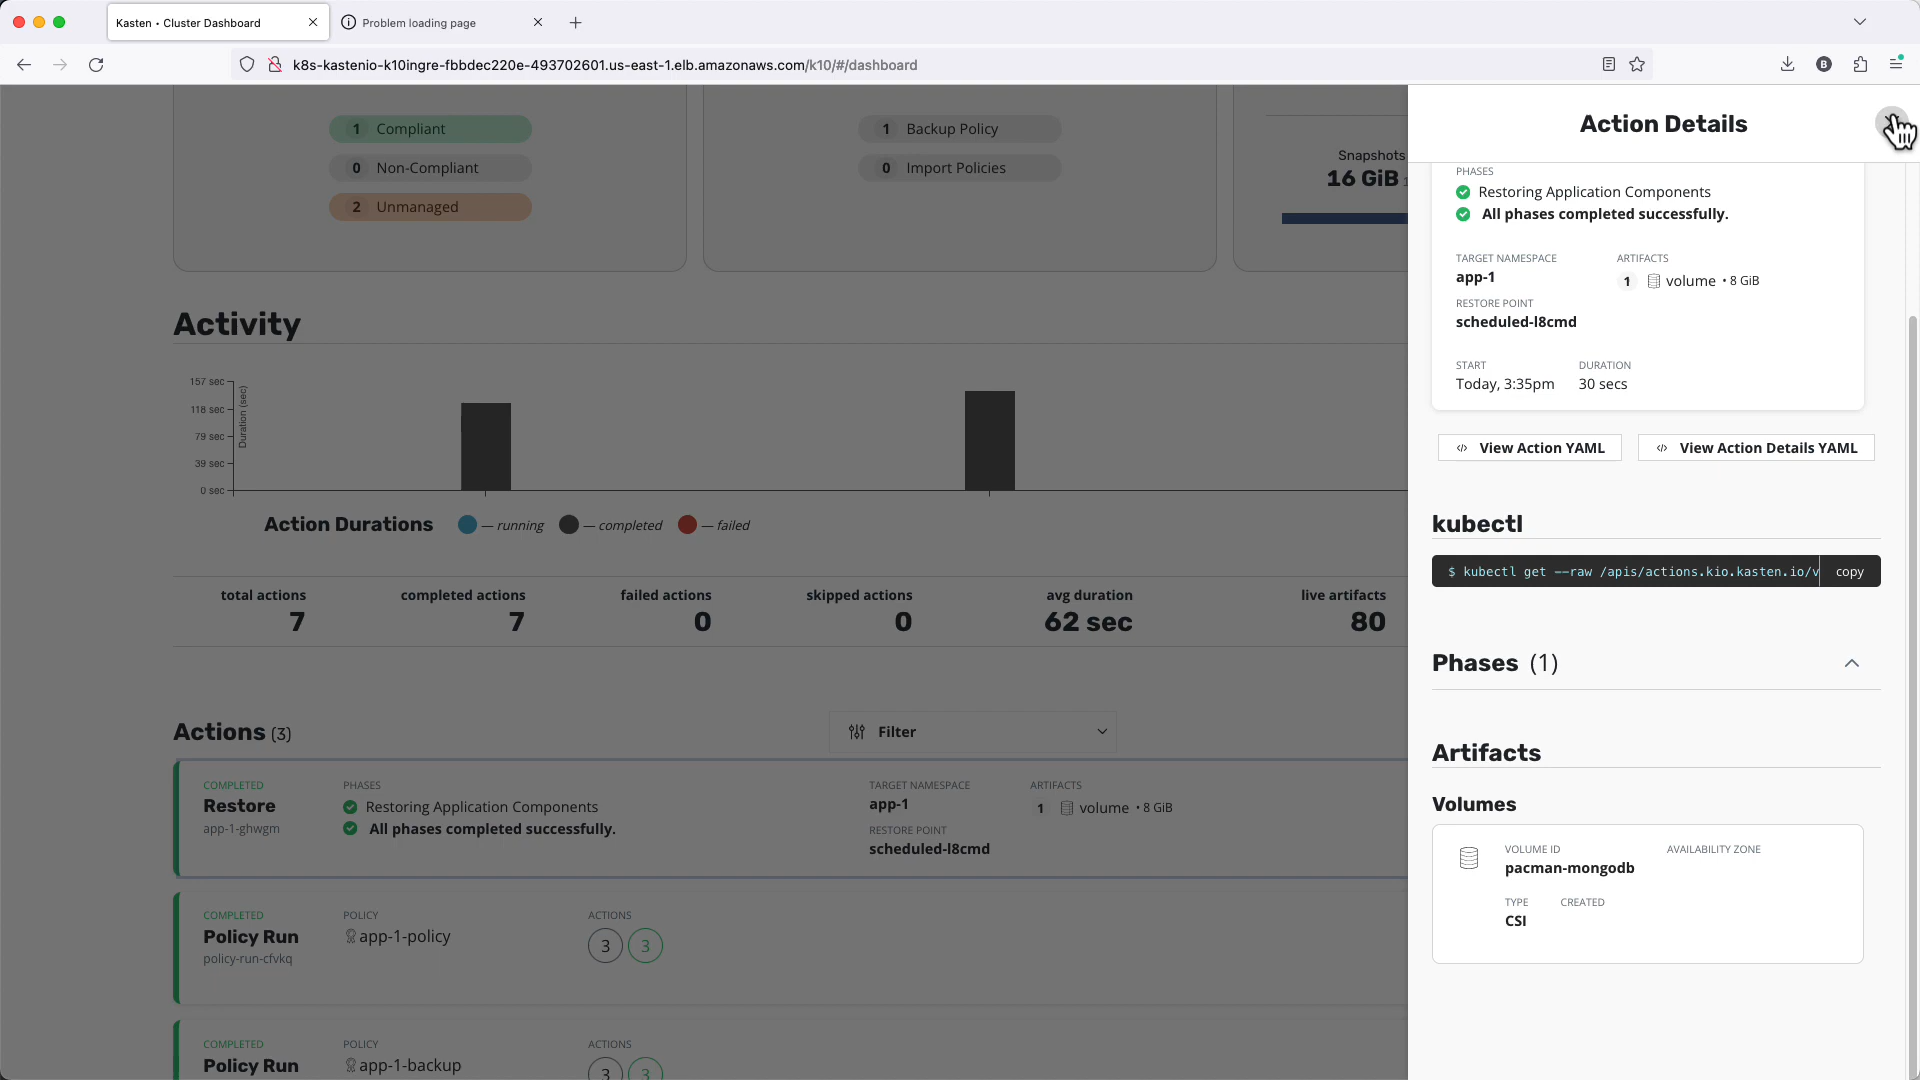 Kasten • Cluster Dashboard
Problem loading page
k8s-kastenio-k10ingre-fbbdec220e-493702601.us-east-1.elb.amazonaws.com/k10/#/dashboard
B
1 Compliant
0 Non-Compliant
2 Unmanaged
1 Backup Policy
0 Import Policies
Snapshots
16 GiB
Activity
157 sec
118 sec
79 sec
39 sec
0 sec
Duration (sec)
Action Durations
— running
— completed
— failed
total actions
7
completed actions
7
failed actions
0
skipped actions
0
avg duration
62 sec
live artifacts
80
Actions (3)
Filter
COMPLETED
Restore
app-1-ghwgm
PHASES
Restoring Application Components
All phases completed successfully.
TARGET NAMESPACE
app-1
RESTORE POINT
scheduled-l8cmd
ARTIFACTS
1 volume • 8 GiB
COMPLETED
Policy Run
policy-run-cfvkq
POLICY
app-1-policy
ACTIONS
3 3
COMPLETED
Policy Run
POLICY
app-1-backup
ACTIONS
3 3
Action Details
PHASES
Restoring Application Components
All phases completed successfully.
TARGET NAMESPACE
app-1
ARTIFACTS
1 volume • 8 GiB
RESTORE POINT
scheduled-l8cmd
START
Today, 3:35pm
DURATION
30 secs
View Action YAML
View Action Details YAML
kubectl
$ kubectl get --raw /apis/actions.kio.kasten.io/v
copy
Phases (1)
Artifacts
Volumes
VOLUME ID
pacman-mongodb
AVAILABILITY ZONE
TYPE
CSI
CREATED